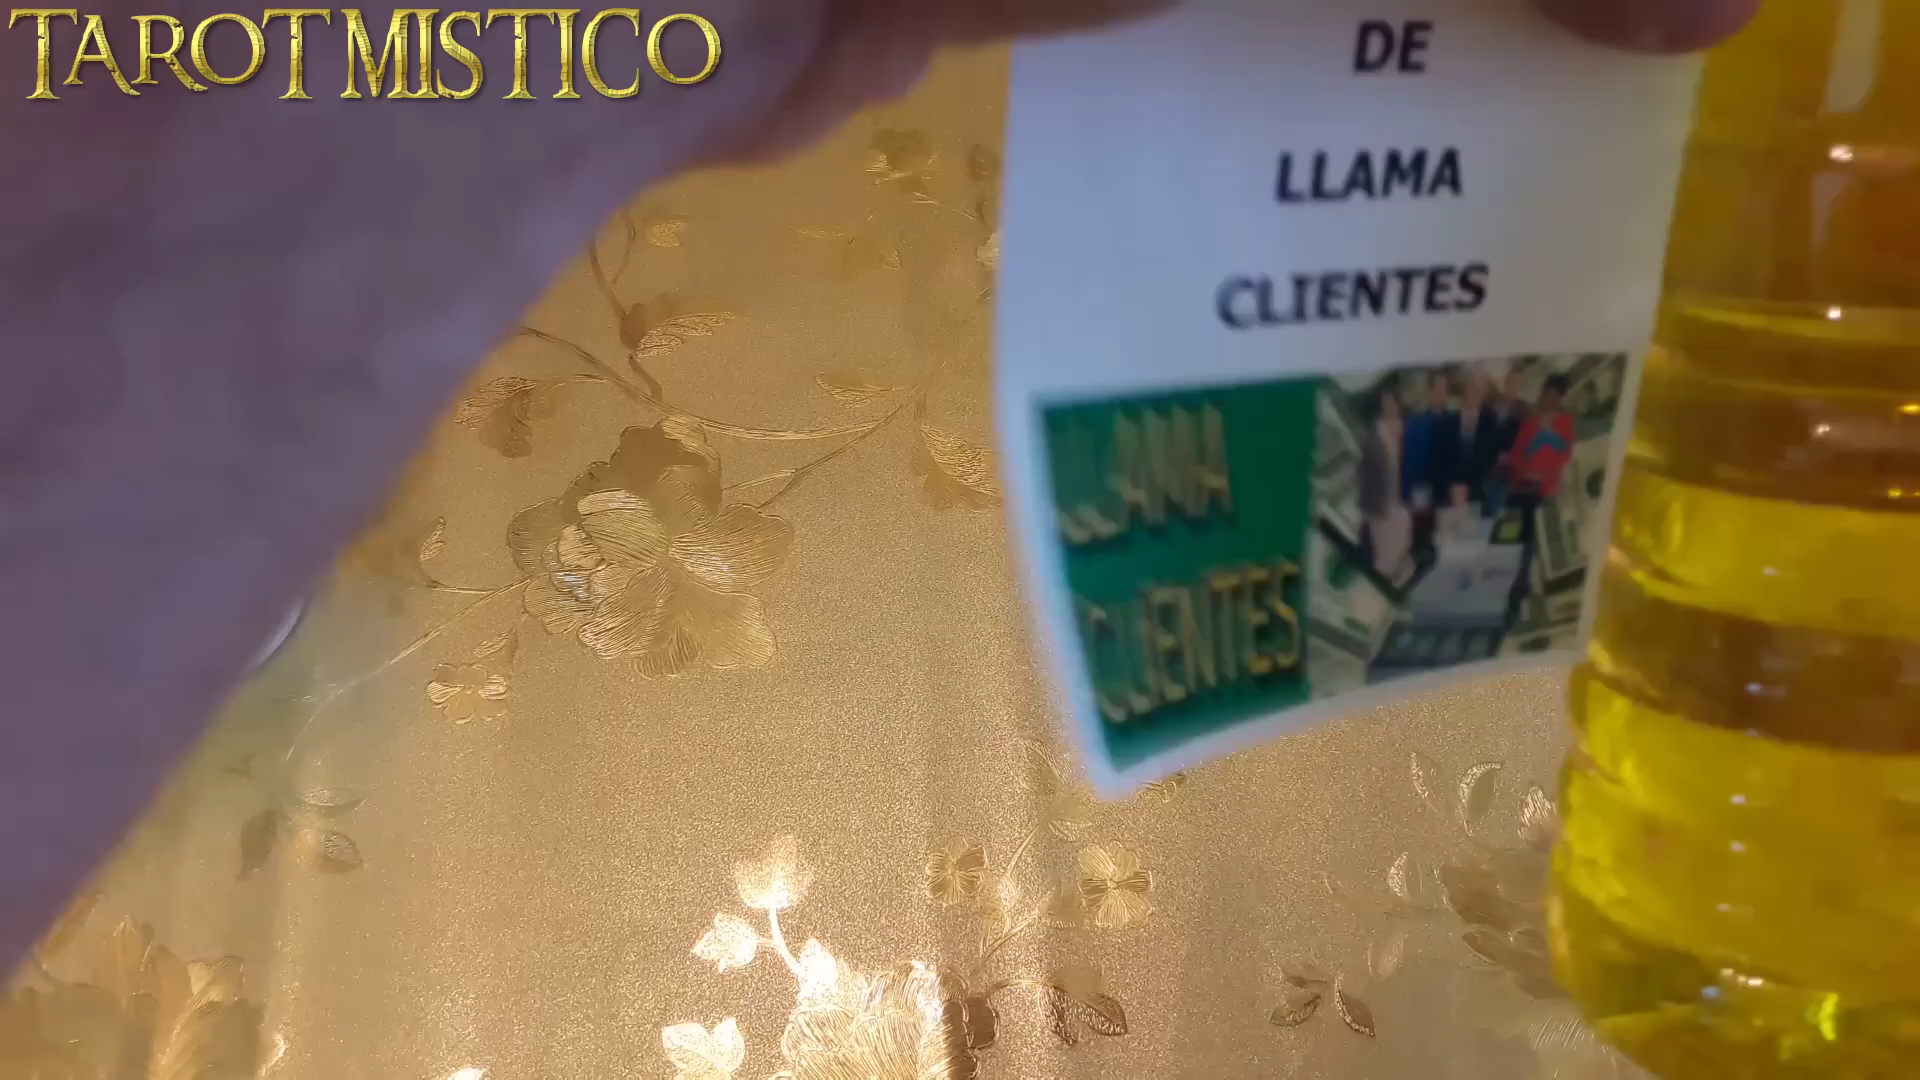 TAROT MISTICO
DE
LLAMA
CLIENTES
LLAMA
CLIENTES